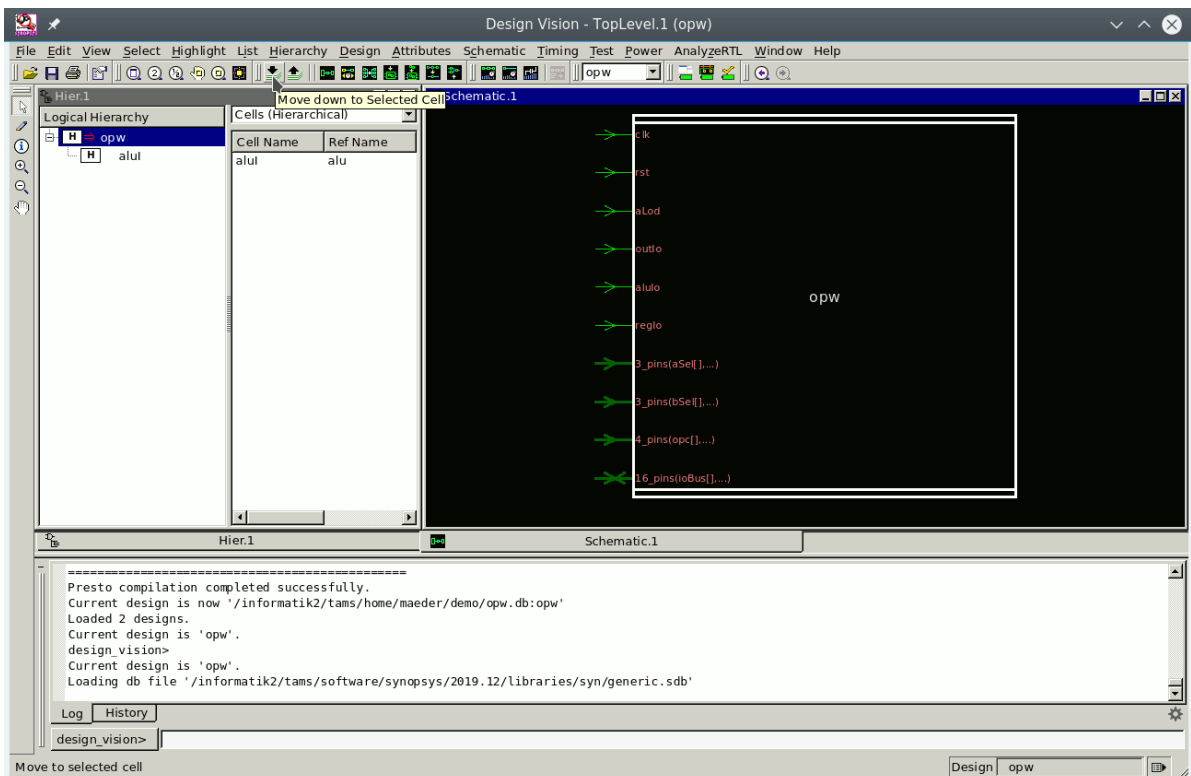 Design Vision - TopLevel.1 (opw)
File Edit View Select Highlight List Hierarchy Design Attributes Schematic Timing Test Power AnalyzeRTL Window Help
opw
Hier.1
Move down to Selected Cell
Schematic.1
Logical Hierarchy
Cells (Hierarchical)
H opw
H aluI
Cell Name Ref Name
aluI alu
clk
rst
aLod
outIo
aluIo
regIo
3_pins(aSel[],...)
3_pins(bSel[],...)
4_pins(opc[],...)
16_pins(ioBus[],...)
opw
Hier.1
Schematic.1
==============================================
Presto compilation completed successfully.
Current design is now '/informatik2/tams/home/maeder/demo/opw.db:opw'
Loaded 2 designs.
Current design is 'opw'.
design_vision>
Current design is 'opw'.
Loading db file '/informatik2/tams/software/synopsys/2019.12/libraries/syn/generic.sdb'
Log History
design_vision>
Move to selected cell
Design opw